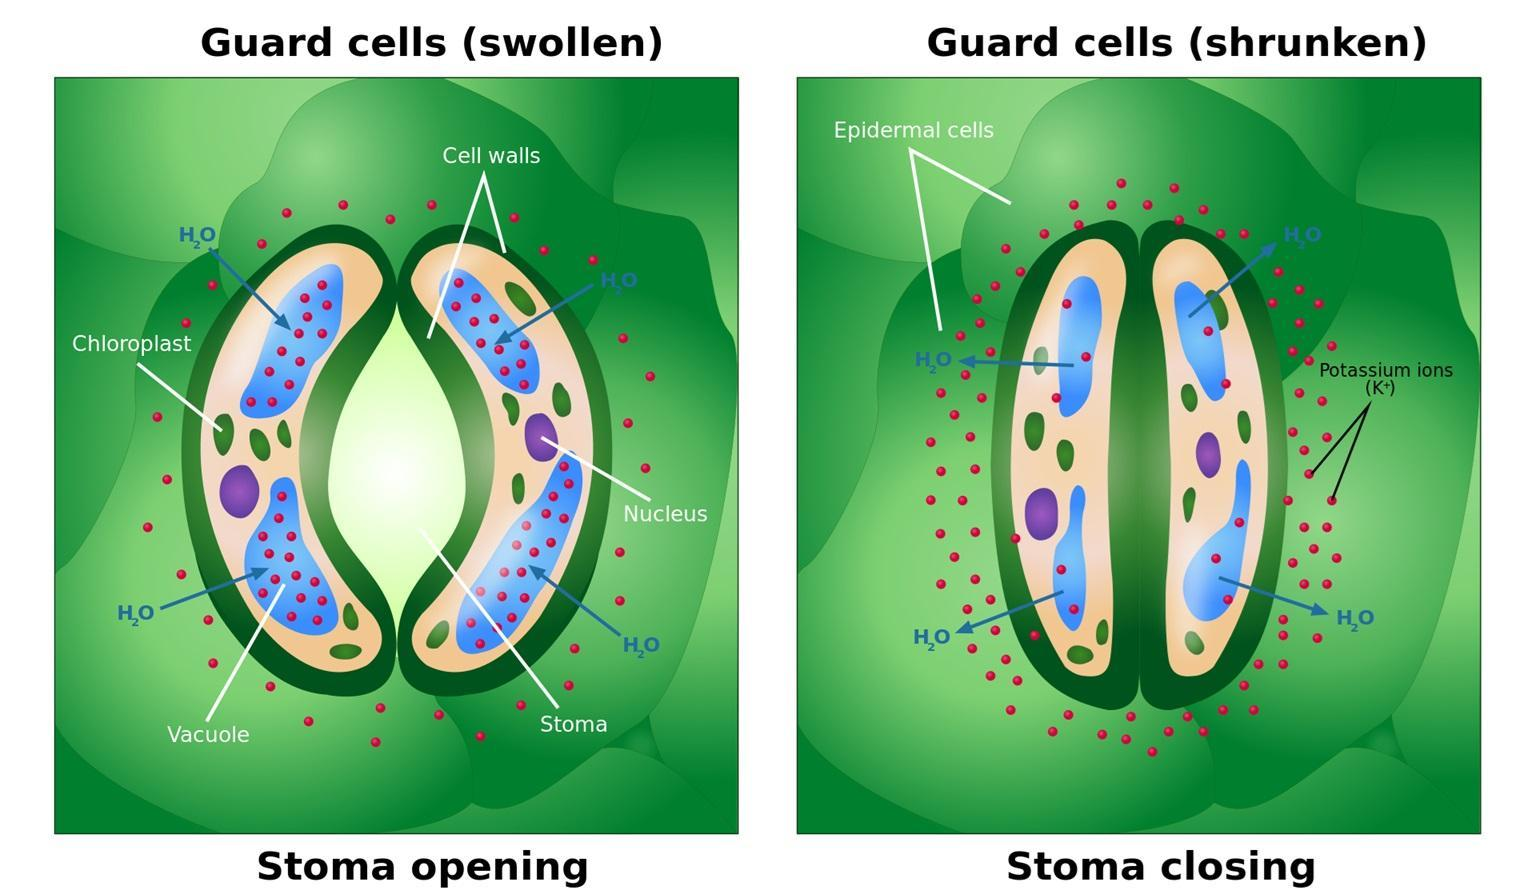 Guard cells (swollen)
Guard cells (shrunken)
Cell walls
H₂O
H₂O
Chloroplast
Nucleus
H₂O
H₂O
Vacuole
Stoma
Epidermal cells
H₂O
H₂O
Potassium ions
(K⁺)
H₂O
H₂O
Stoma opening
Stoma closing